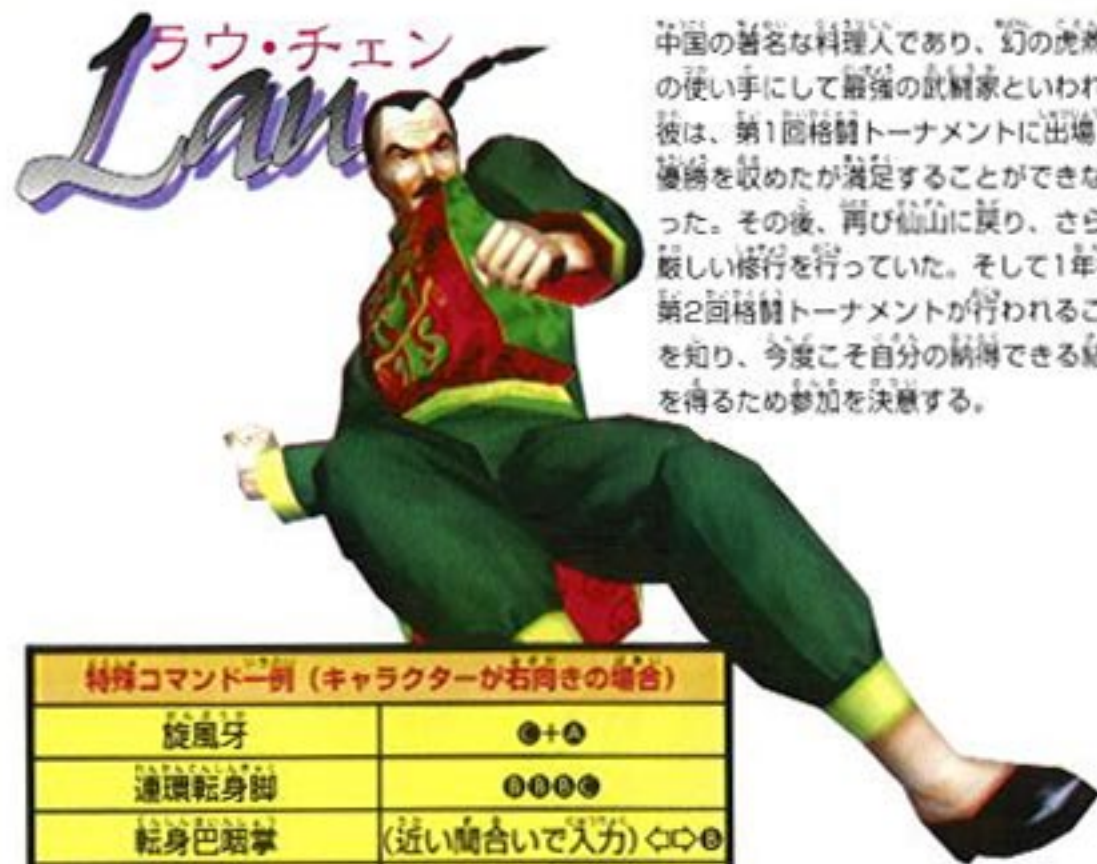 ラウ・チェン
Lau
中国の著名な料理人であり、幻の虎燕
の使い手にして最強の武闘家といわれ
彼は、第1回格闘トーナメントに出場
優勝を収めたが満足することができな
った。その後、再び仙山に戻り、さら
厳しい修行を行っていた。そして1年
第2回格闘トーナメントが行われるこ
を知り、今度こそ自分の納得できる結
を得るため参加を決意する。
特殊コマンド一例(キャラクターが右向きの場合)
旋風牙
C+A
連環転身脚
BBBC
転身巴咽掌
(近い間合いで入力)⇦⇨B